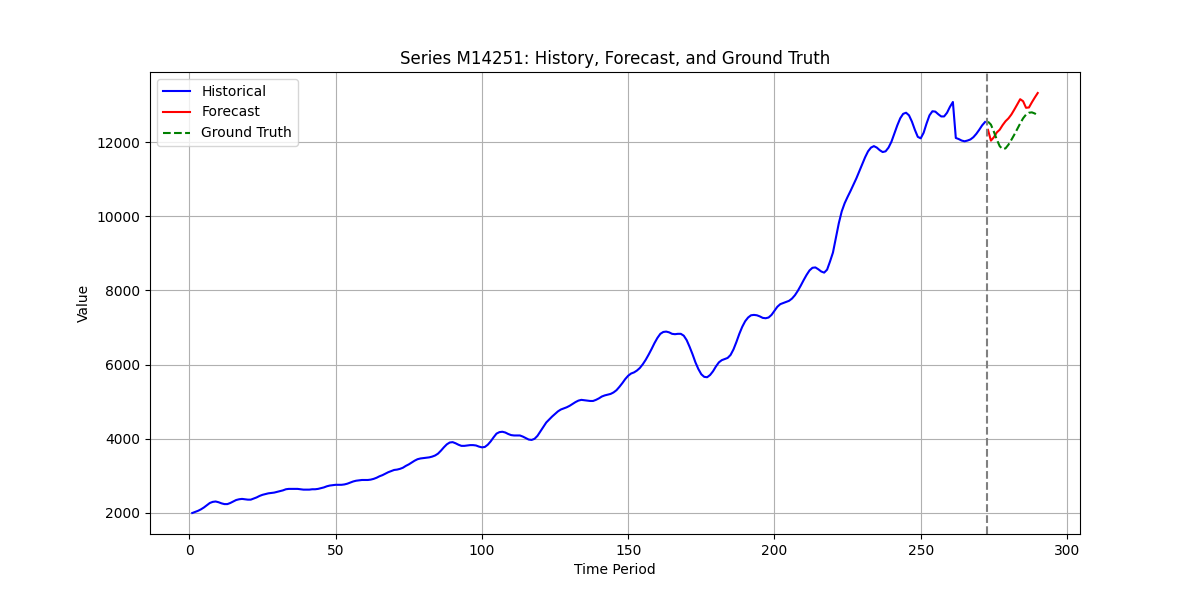 Series M14251: History, Forecast, and Ground Truth
Historical
Forecast
Ground Truth
Value
12000
10000
8000
6000
4000
2000
0
50
100
150
200
250
300
Time Period